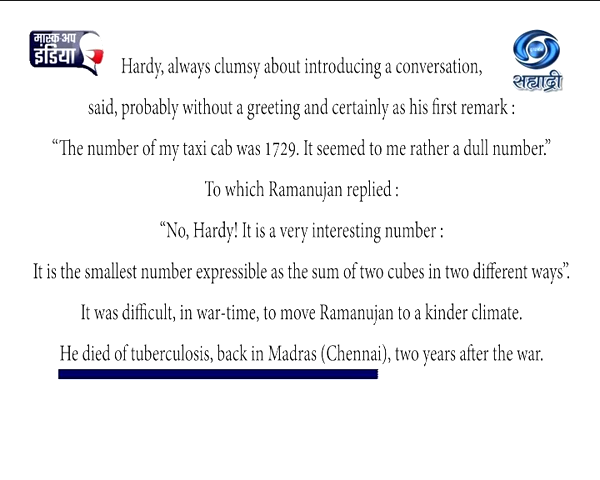 मास्क अप
इंडिया
सह्याद्री
Hardy, always clumsy about introducing a conversation,
said, probably without a greeting and certainly as his first remark :
“The number of my taxi cab was 1729. It seemed to me rather a dull number.”
To which Ramanujan replied :
“No, Hardy! It is a very interesting number :
It is the smallest number expressible as the sum of two cubes in two different ways”.
It was difficult, in war-time, to move Ramanujan to a kinder climate.
He died of tuberculosis, back in Madras (Chennai), two years after the war.